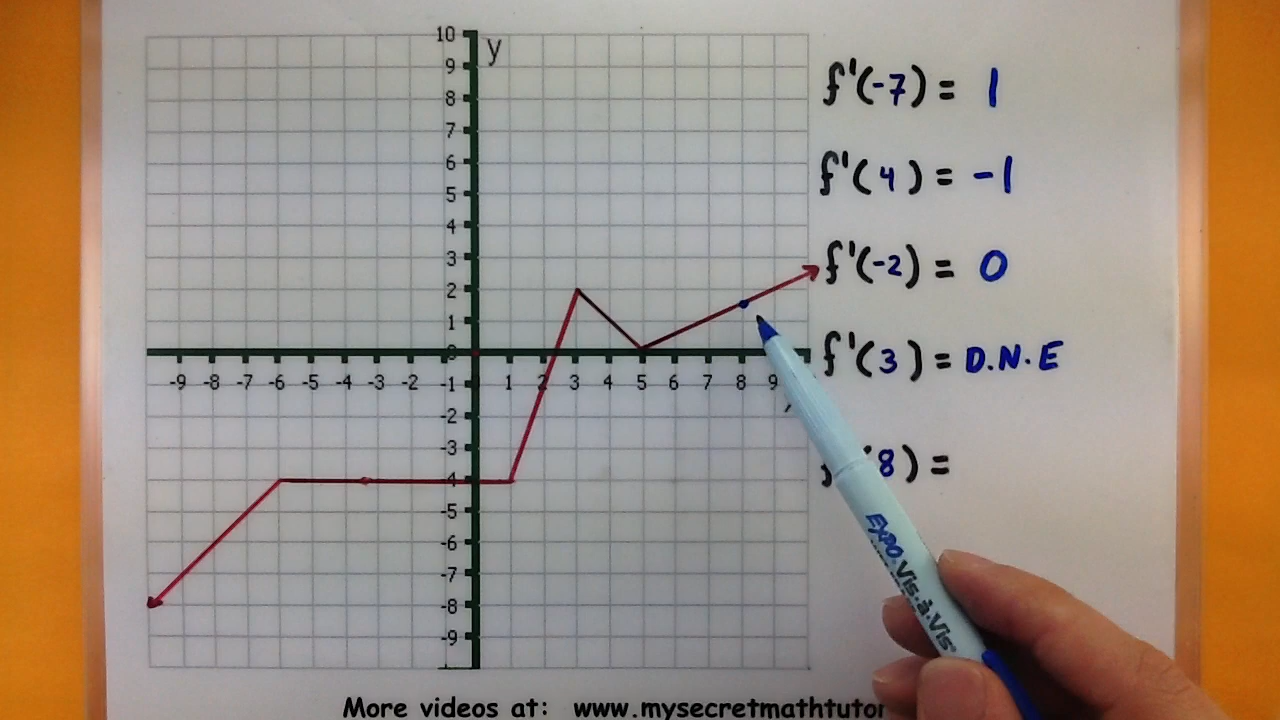 y
10
9
8
7
6
5
4
3
2
1
0
-9 -8 -7 -6 -5 -4 -3 -2 -1 1 2 3 4 5 6 7 8 9
-2
-3
-4
-5
-6
-7
-8
-9
f'(-7) = 1
f'(4) = -1
f'(-2) = 0
f'(3) = D.N.E
(8) =
EXPO Vis-à-Vis®
More videos at: www.mysecretmathtutor